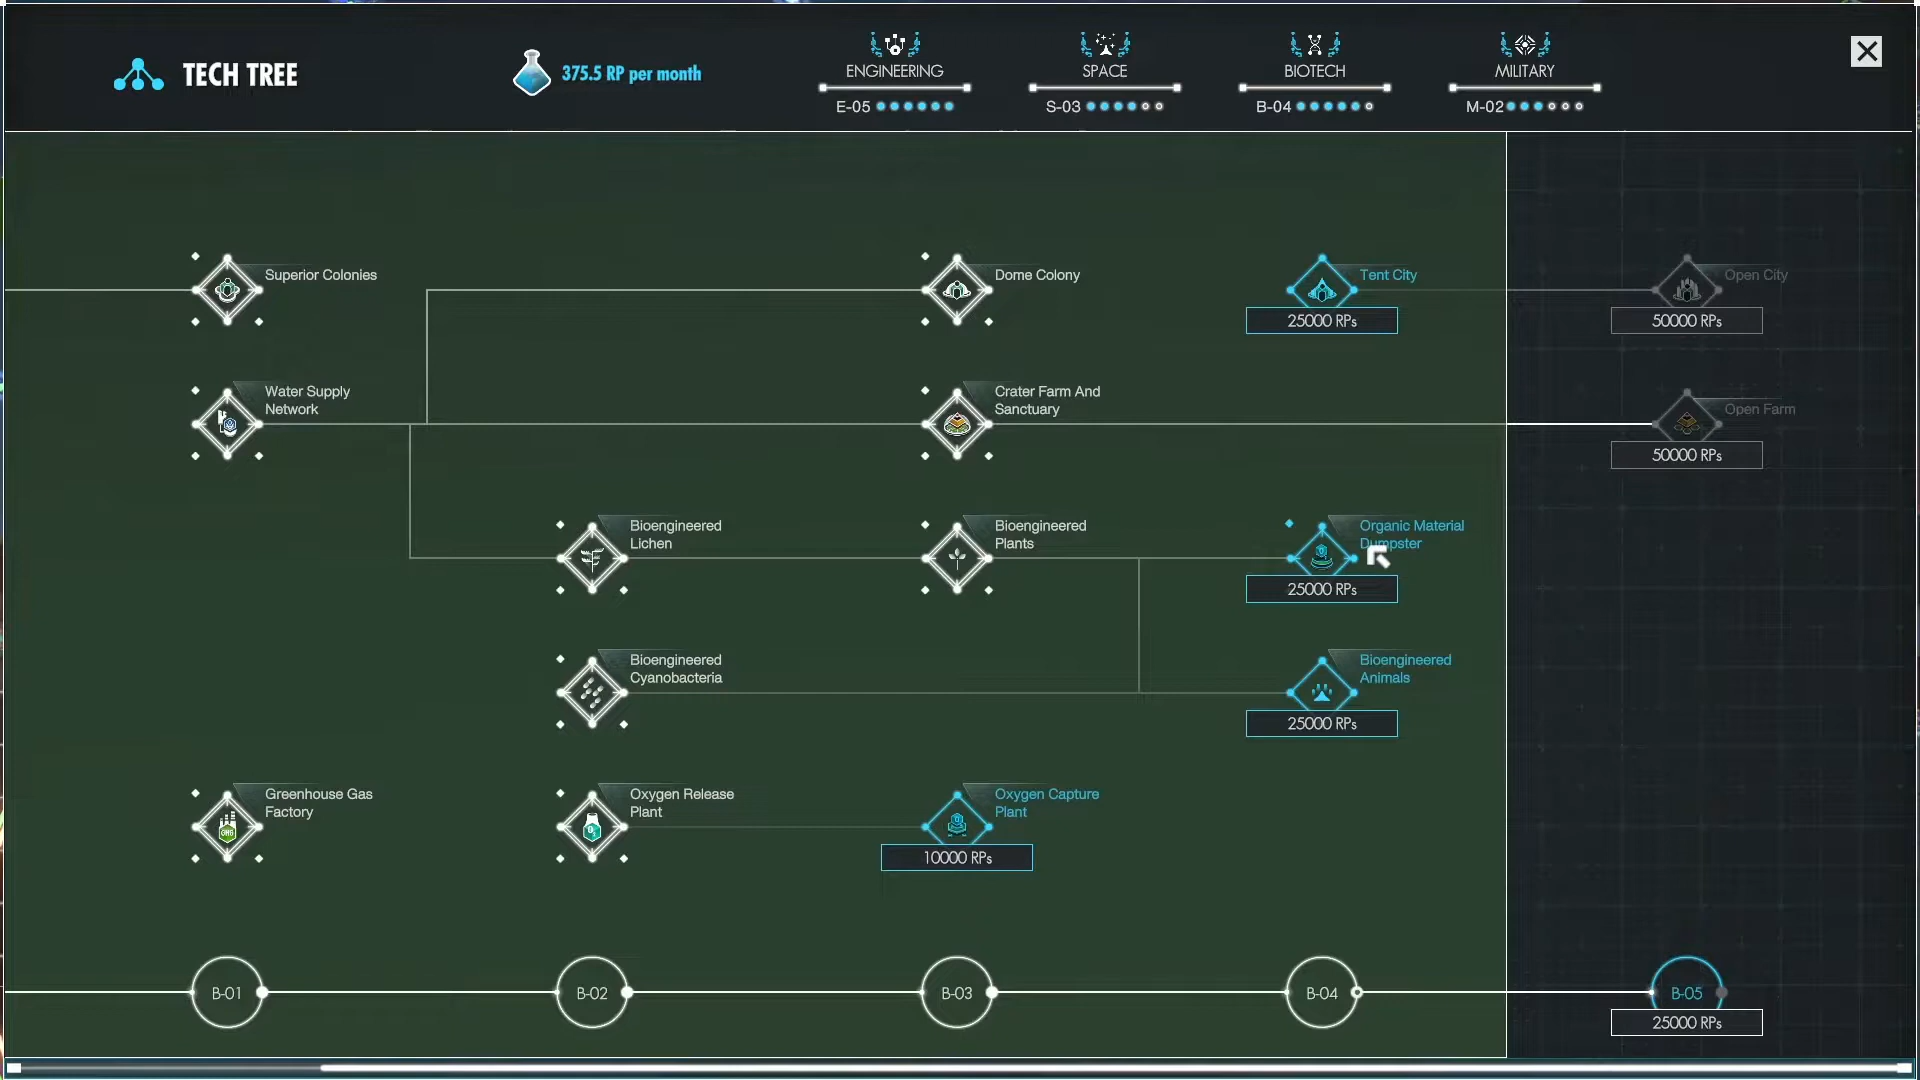 TECH TREE
375.5 RP per month
ENGINEERING
E-05
SPACE
S-03
BIOTECH
B-04
MILITARY
M-02
Superior Colonies
Dome Colony
Tent City
25000 RPs
Open City
50000 RPs
Water Supply
Network
Crater Farm And
Sanctuary
Open Farm
50000 RPs
Bioengineered
Lichen
Bioengineered
Plants
Organic Material
Dumpster
25000 RPs
Bioengineered
Cyanobacteria
Bioengineered
Animals
25000 RPs
Greenhouse Gas
Factory
GHG
Oxygen Release
Plant
Oxygen Capture
Plant
10000 RPs
B-01
B-02
B-03
B-04
B-05
25000 RPs